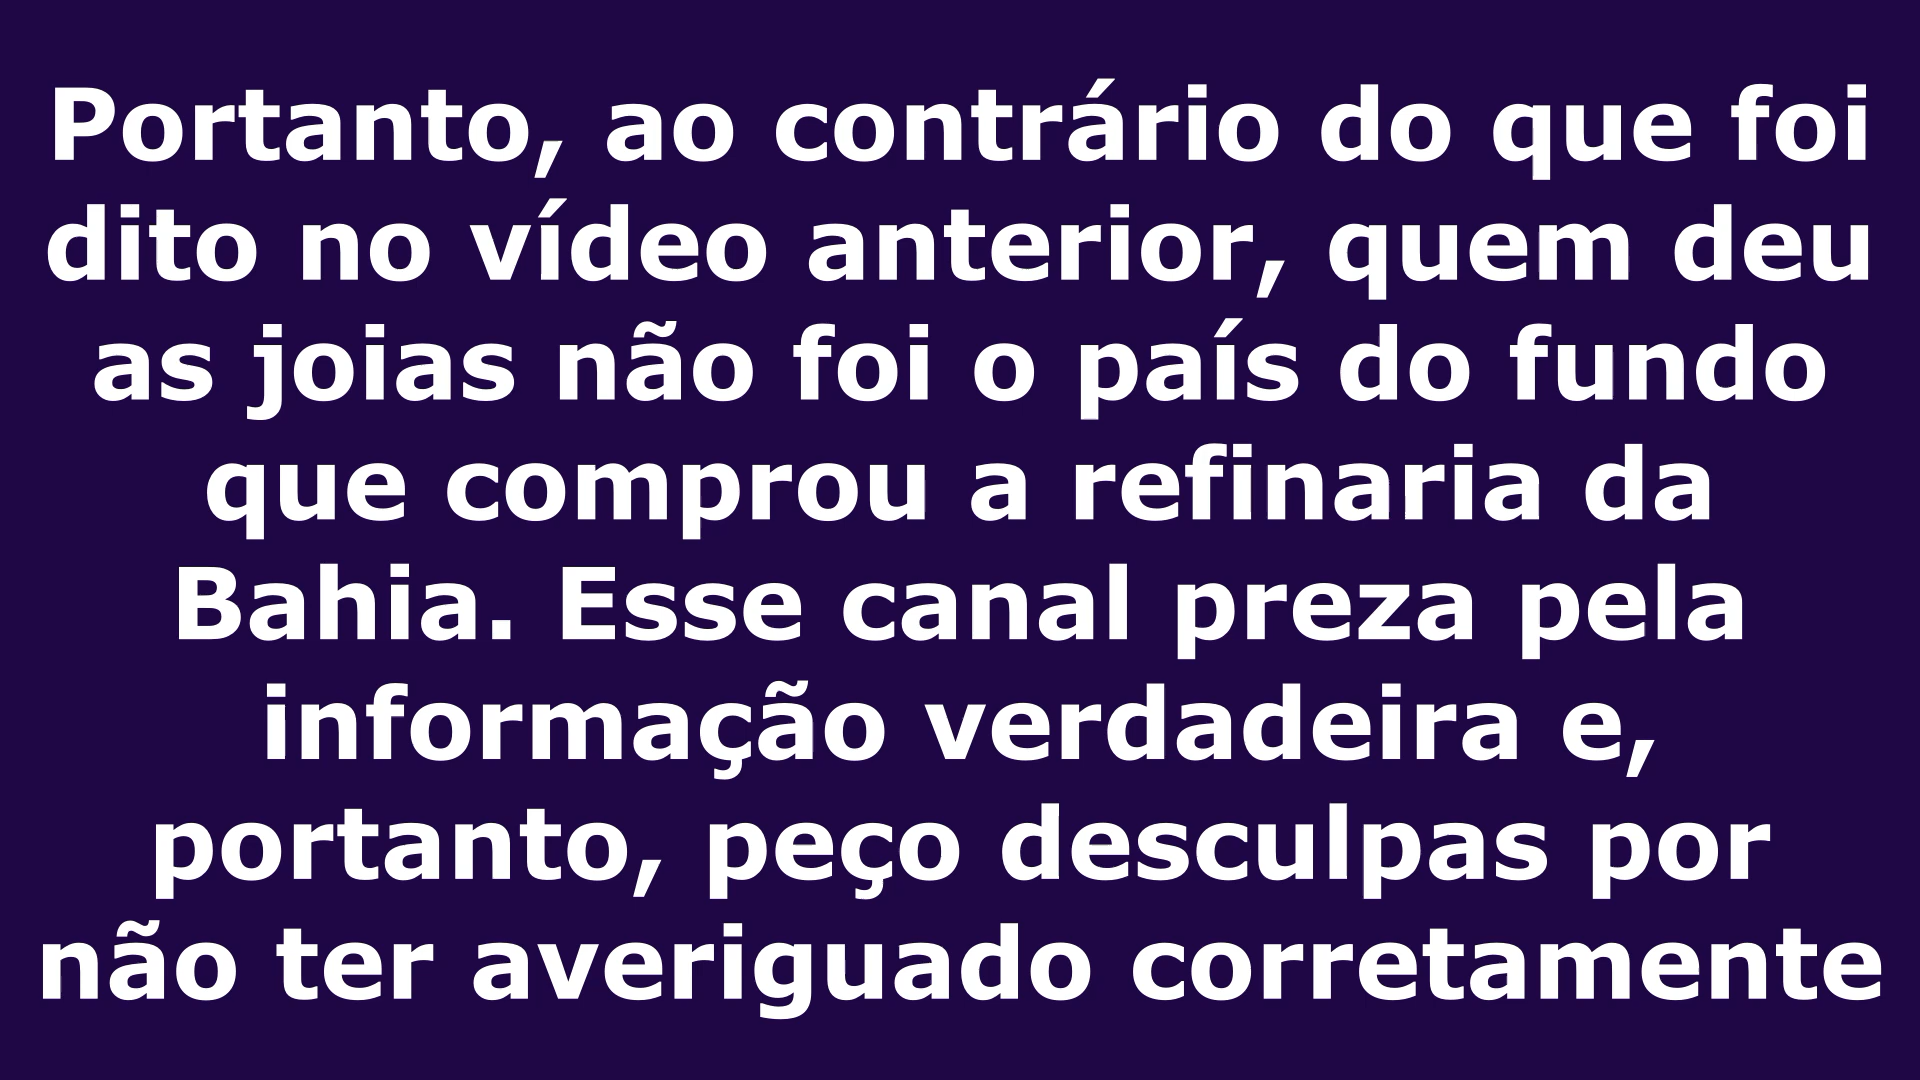 Portanto, ao contrário do que foi
dito no vídeo anterior, quem deu
as joias não foi o país do fundo
que comprou a refinaria da
Bahia. Esse canal preza pela
informação verdadeira e,
portanto, peço desculpas por
não ter averiguado corretamente